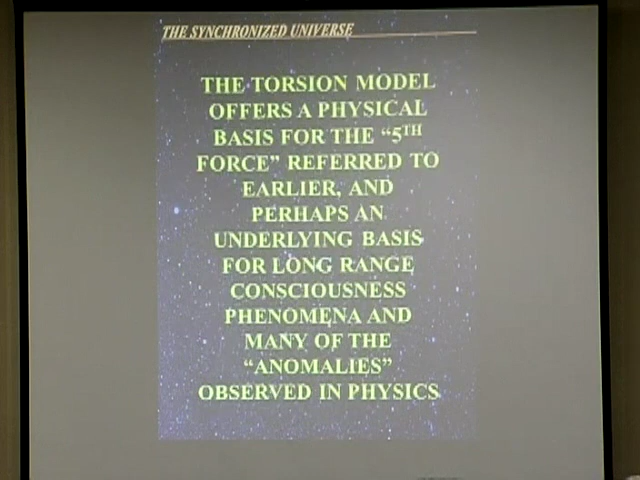 THE SYNCHRONIZED UNIVERSE
THE TORSION MODEL
OFFERS A PHYSICAL
BASIS FOR THE “5TH
FORCE” REFERRED TO
EARLIER, AND
PERHAPS AN
UNDERLYING BASIS
FOR LONG RANGE
CONSCIOUSNESS
PHENOMENA AND
MANY OF THE
“ANOMALIES”
OBSERVED IN PHYSICS